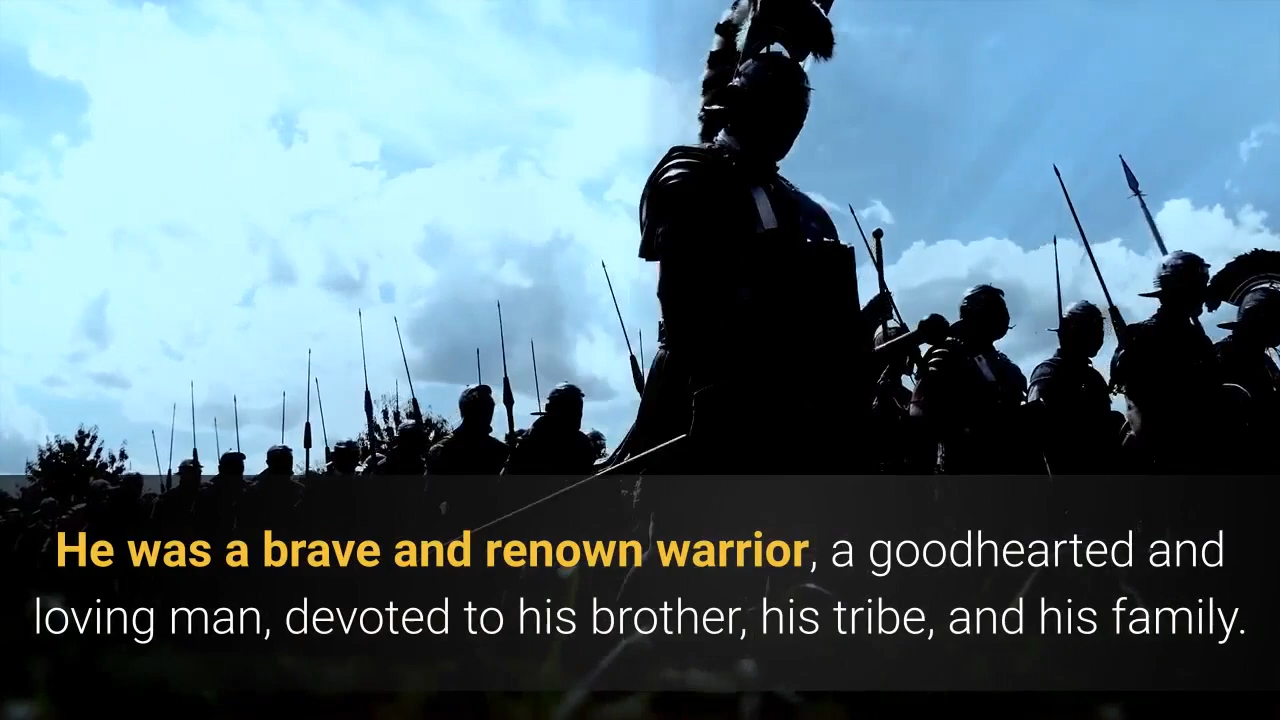 He was a brave and renown warrior, a goodhearted and
loving man, devoted to his brother, his tribe, and his family.